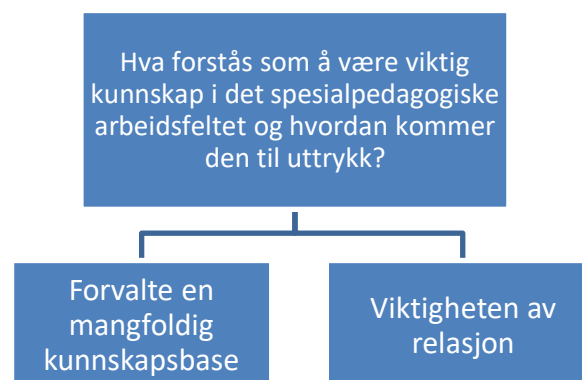 Hva forstås som å være viktig
kunnskap i det spesialpedagogiske
arbeidsfeltet og hvordan kommer
den til uttrykk?
Forvalte en
mangfoldig
kunnskapsbase
Viktigheten av
relasjon